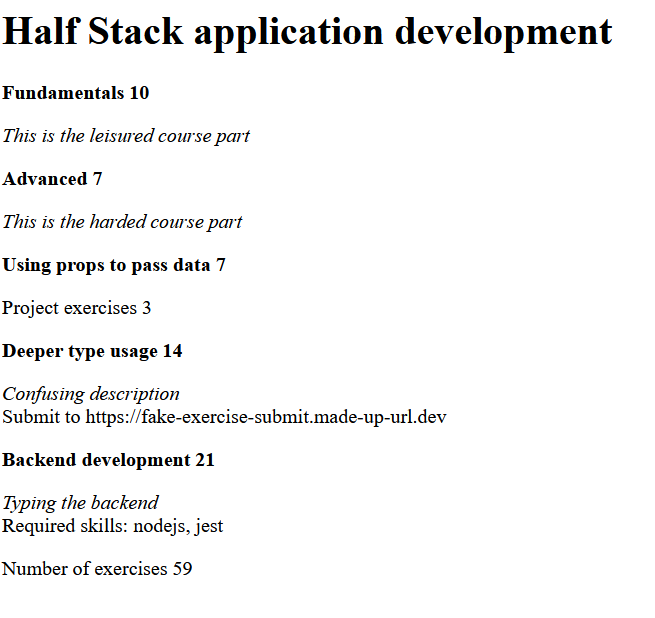 Half Stack application development
Fundamentals 10
This is the leisured course part
Advanced 7
This is the harded course part
Using props to pass data 7
Project exercises 3
Deeper type usage 14
Confusing description
Submit to https://fake-exercise-submit.made-up-url.dev
Backend development 21
Typing the backend
Required skills: nodejs, jest
Number of exercises 59